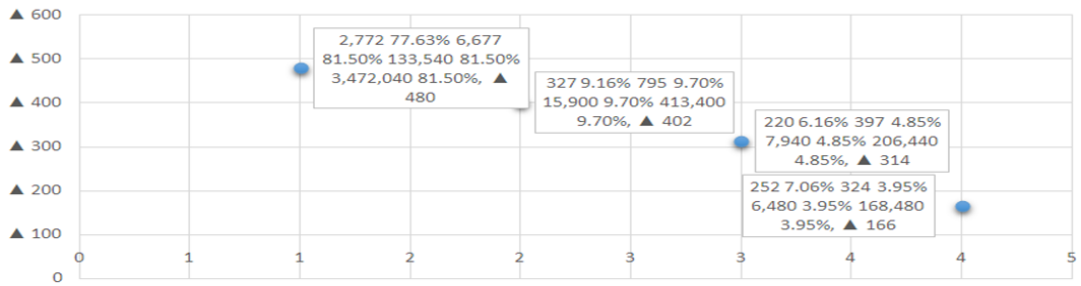 ▲ 600
▲ 500
▲ 400
▲ 300
▲ 200
▲ 100
0
2,772 77.63% 6,677
81.50% 133,540 81.50%
3,472,040 81.50%, ▲
480
327 9.16% 795 9.70%
15,900 9.70% 413,400
9.70%, ▲ 402
220 6.16% 397 4.85%
7,940 4.85% 206,440
4.85%, ▲ 314
252 7.06% 324 3.95%
6,480 3.95% 168,480
3.95%, ▲ 166
0 1 1 2 2 3 3 4 4 5